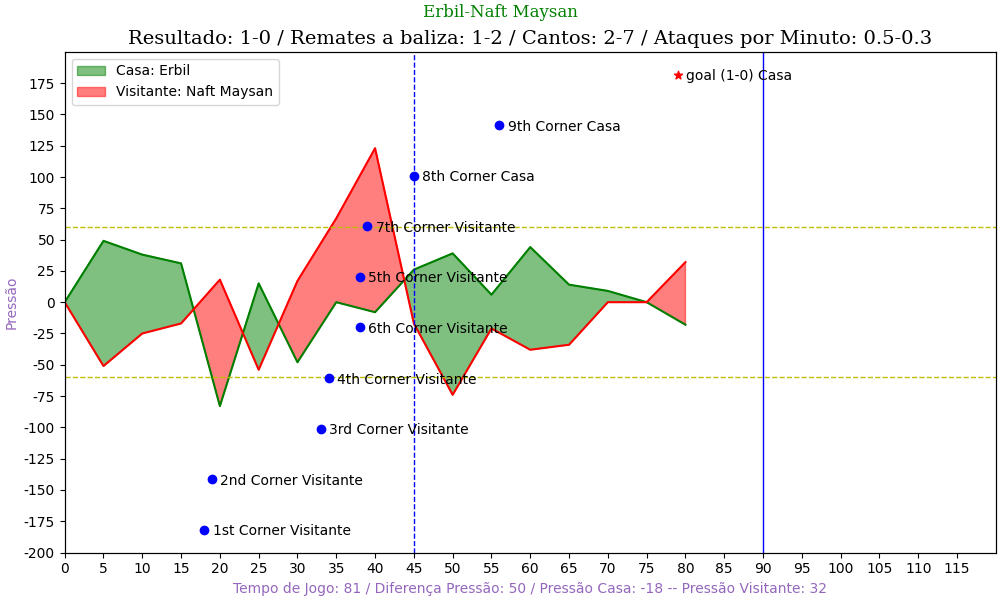 Erbil-Naft Maysan
Resultado: 1-0 / Remates a baliza: 1-2 / Cantos: 2-7 / Ataques por Minuto: 0.5-0.3
Casa: Erbil
Visitante: Naft Maysan
goal (1-0) Casa
9th Corner Casa
8th Corner Casa
7th Corner Visitante
5th Corner Visitante
6th Corner Visitante
4th Corner Visitante
3rd Corner Visitante
2nd Corner Visitante
1st Corner Visitante
Pressão
175
150
125
100
75
50
25
0
-25
-50
-75
-100
-125
-150
-175
-200
0 5 10 15 20 25 30 35 40 45 50 55 60 65 70 75 80 85 90 95 100 105 110 115
Tempo de Jogo: 81 / Diferença Pressão: 50 / Pressão Casa: -18 -- Pressão Visitante: 32